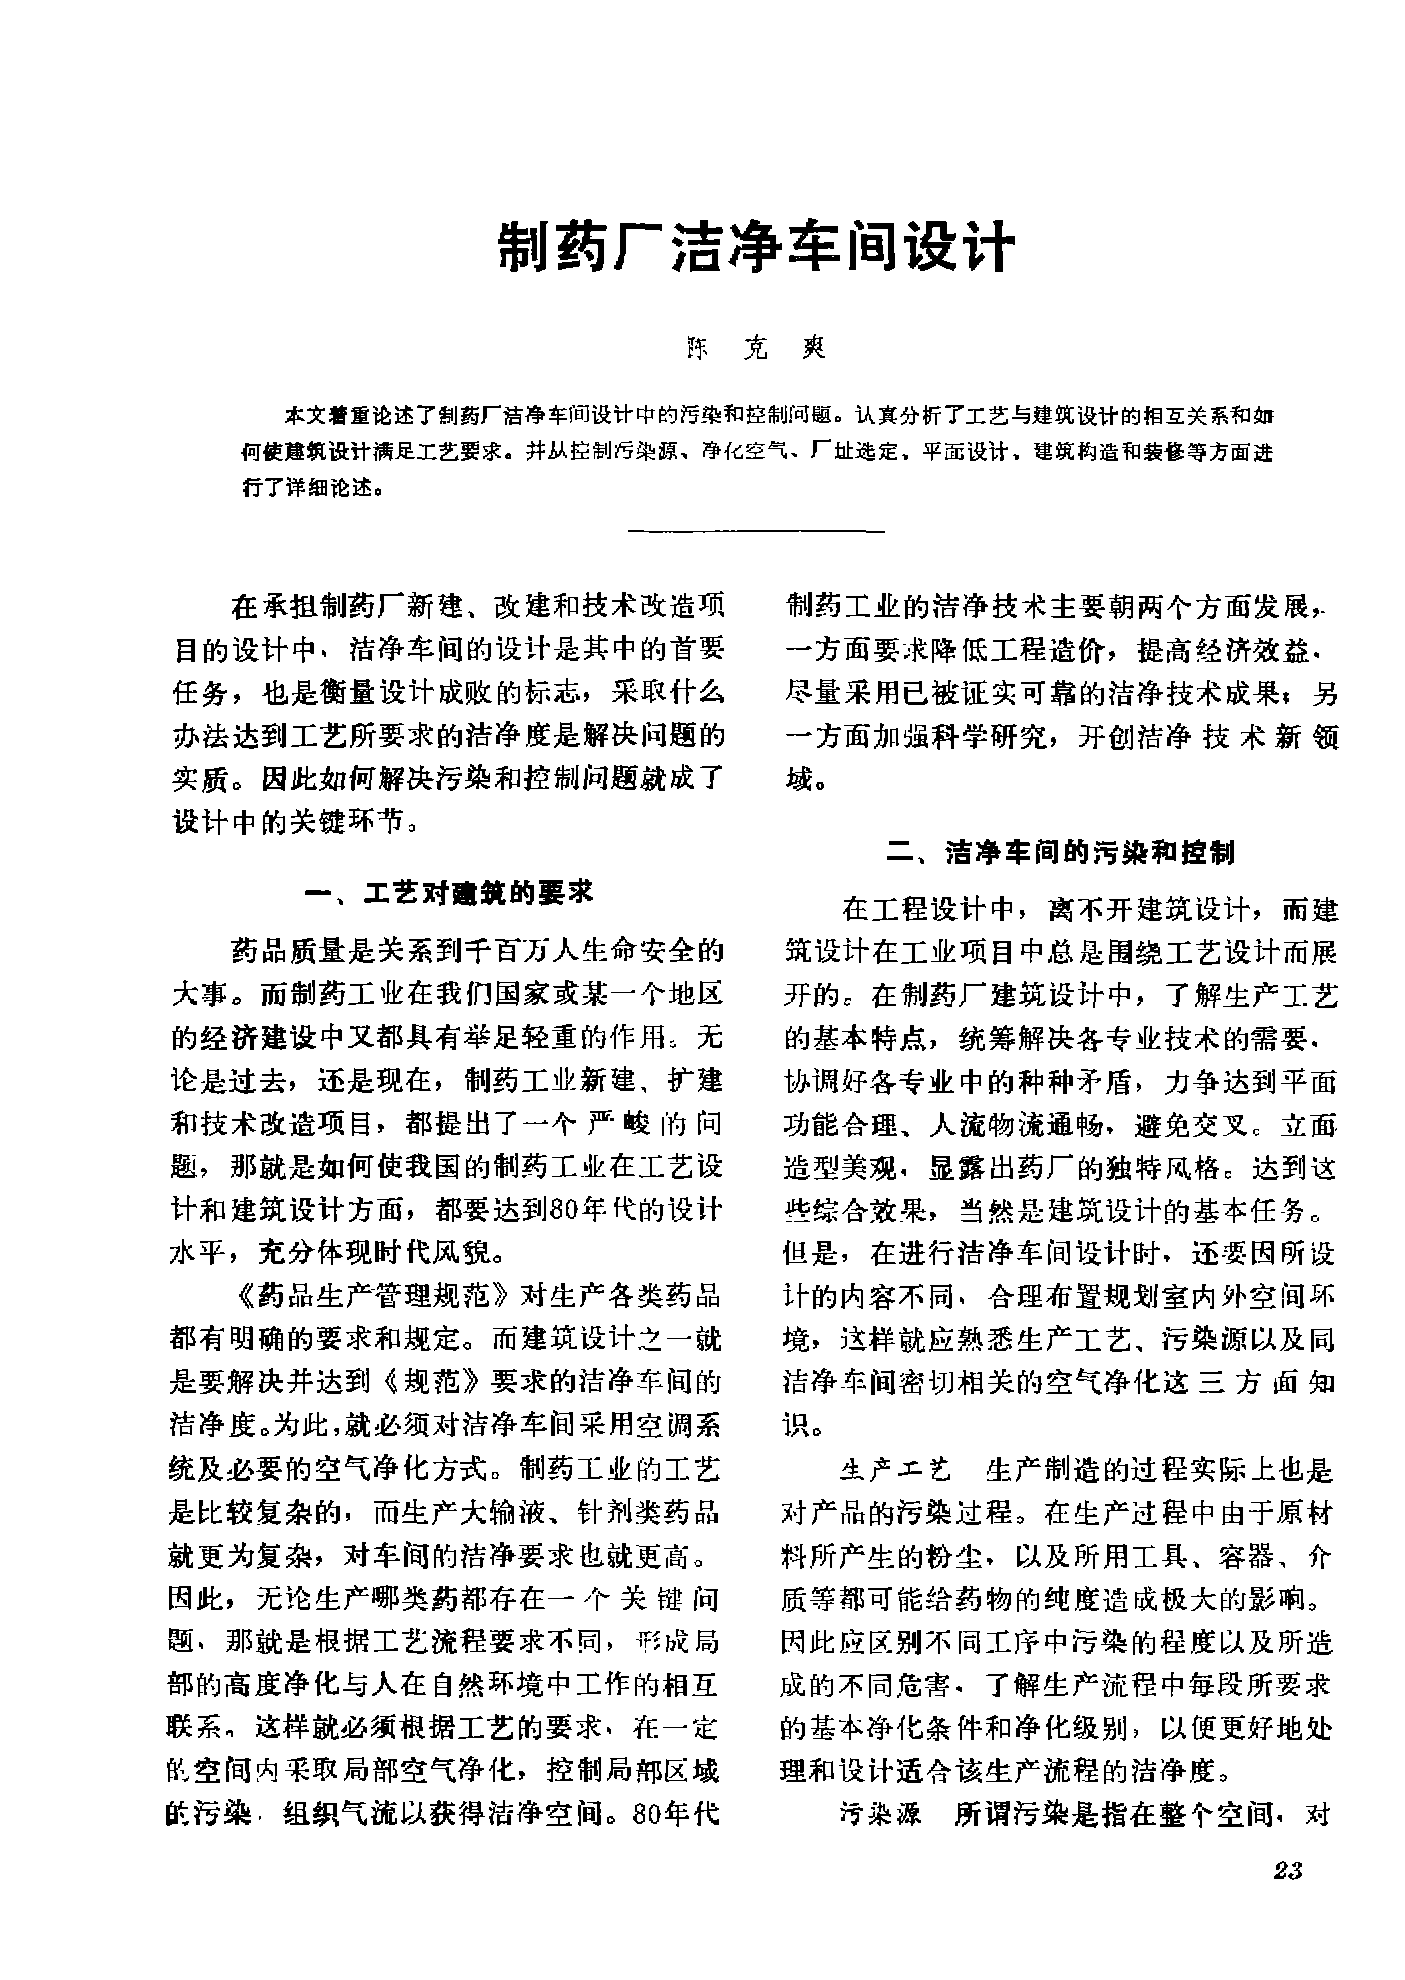 制药厂洁净车间设计
陈 克 爽
本文着重论述了制药厂洁净车间设计中的污染和控制问题。认真分析了工艺与建筑设计的相互关系和如
何使建筑设计满足工艺要求。并从控制污染源、净化空气、厂址选定、平面设计、建筑构造和装修等方面进
行了详细论述。
在承担制药厂新建、改建和技术改造项
目的设计中、洁净车间的设计是其中的首要
任务，也是衡量设计成败的标志，采取什么
办法达到工艺所要求的洁净度是解决问题的
实质。因此如何解决污染和控制问题就成了
设计中的关键环节。
一、工艺对建筑的要求
药品质量是关系到千百万人生命安全的
大事。而制药工业在我们国家或某一个地区
的经济建设中又都具有举足轻重的作用。无
论是过去，还是现在，制药工业新建、扩建
和技术改造项目，都提出了一个 严 峻 的 问
题，那就是如何使我国的制药工业在工艺设
计和建筑设计方面，都要达到80年代的设计
水平，充分体现时代风貌。
《药品生产管理规范》对生产各类药品
都有明确的要求和规定。而建筑设计之一就
是要解决并达到《规范》要求的洁净车间的
洁净度。为此，就必须对洁净车间采用空调系
统及必要的空气净化方式。制药工业的工艺
是比较复杂的，而生产大输液、针剂类药品
就更为复杂，对车间的洁净要求也就更高。
因此，无论生产哪类药都存在一 个 关 键 问
题，那就是根据工艺流程要求不同，形成局
部的高度净化与人在自然环境中工作的相互
联系。这样就必须根据工艺的要求，在一定
的空间内采取局部空气净化，控制局部区域
的污染，组织气流以获得洁净空间。80年代
制药工业的洁净技术主要朝两个方面发展，
一方面要求降低工程造价，提高经济效益，
尽量采用已被证实可靠的洁净技术成果；另
一方面加强科学研究，开创洁净 技 术 新 领
域。
二、洁净车间的污染和控制
在工程设计中，离不开建筑设计，而建
筑设计在工业项目中总是围绕工艺设计而展
开的。在制药厂建筑设计中，了解生产工艺
的基本特点，统筹解决各专业技术的需要，
协调好各专业中的种种矛盾，力争达到平面
功能合理、人流物流通畅，避免交叉。立面
造型美观，显露出药厂的独特风格。达到这
些综合效果，当然是建筑设计的基本任务。
但是，在进行洁净车间设计时，还要因所设
计的内容不同，合理布置规划室内外空间环
境，这样就应熟悉生产工艺、污染源以及同
洁净车间密切相关的空气净化这 三 方 面 知
识。
生产工艺 生产制造的过程实际上也是
对产品的污染过程。在生产过程中由于原材
料所产生的粉尘，以及所用工具、容器、介
质等都可能给药物的纯度造成极大的影响。
因此应区别不同工序中污染的程度以及所造
成的不同危害，了解生产流程中每段所要求
的基本净化条件和净化级别，以便更好地处
理和设计适合该生产流程的洁净度。
污染源 所谓污染是指在整个空间，对
23